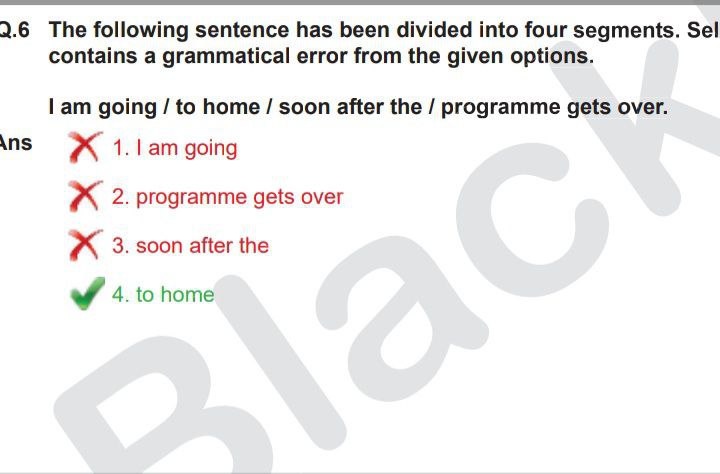 Q.6 The following sentence has been divided into four segments. Sel
contains a grammatical error from the given options.
I am going / to home / soon after the / programme gets over.
Ans
1. I am going
2. programme gets over
3. soon after the
4. to home
Black